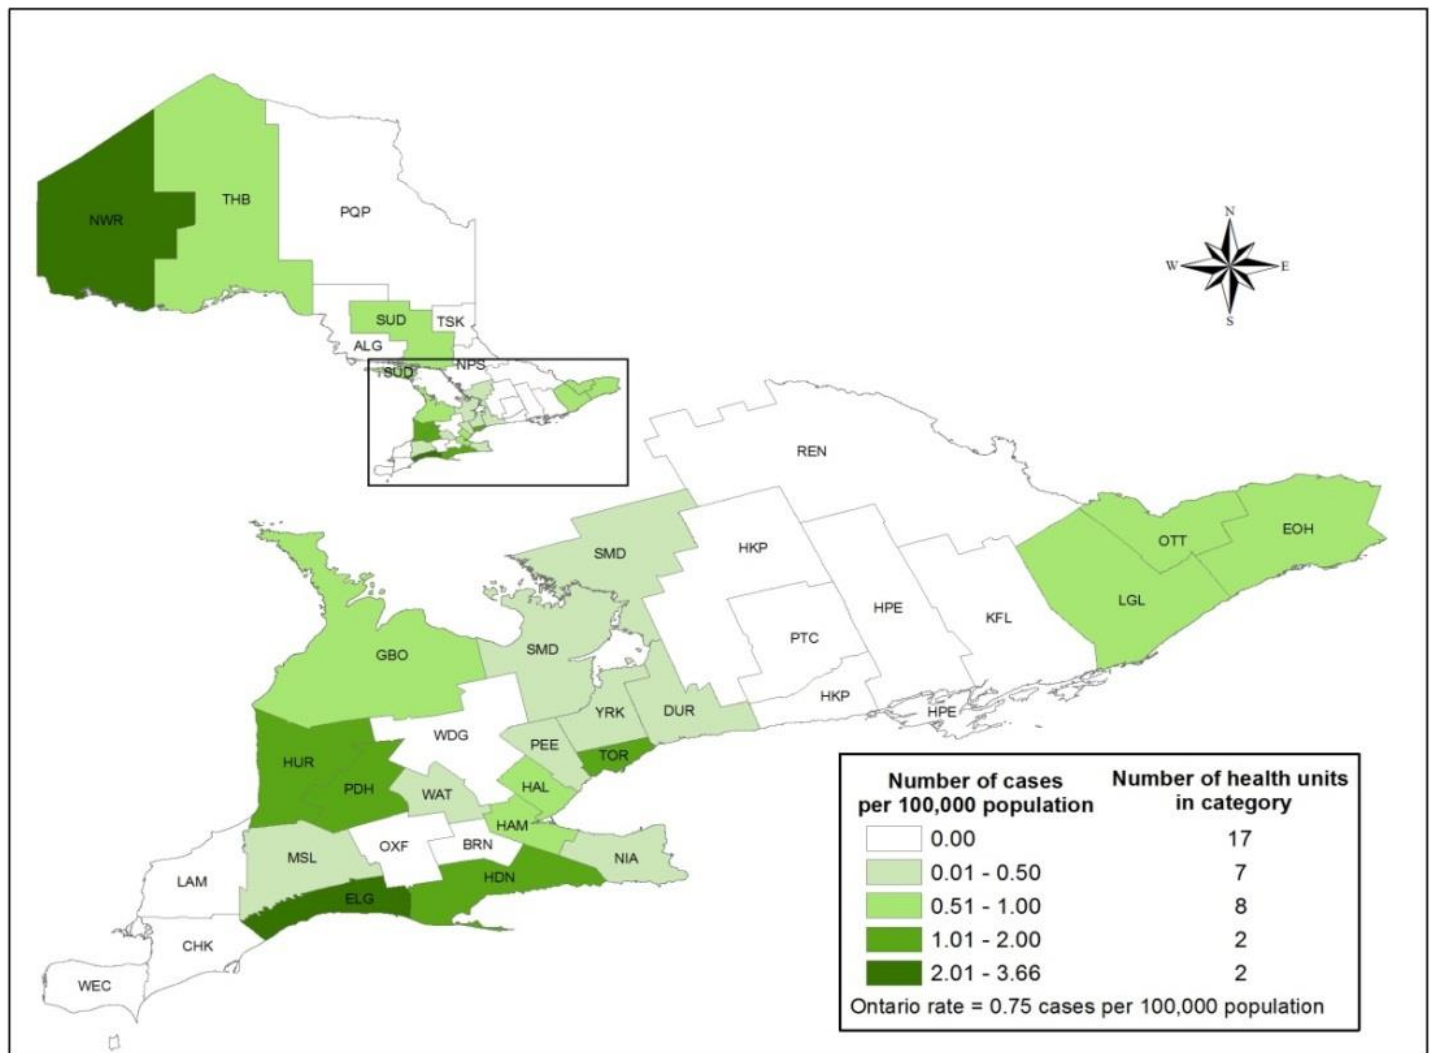 N
W E
S
THB
NWR
PQP
SUD
TSK
ALG
NPS
SUD
REN
SMD
HKP
OTT
EOH
LGL
HPE
KFL
PTC
GBO
SMD
HKP
HPE
YRK
DUR
WDG
PEE
TOR
HUR
PDH
WAT
HAL
HAM
MSL
OXF
BRN
NIA
LAM
ELG
HDN
CHK
WEC
Number of cases per 100,000 population
Number of health units in category
0.00 17
0.01 - 0.50 7
0.51 - 1.00 8
1.01 - 2.00 2
2.01 - 3.66 2
Ontario rate = 0.75 cases per 100,000 population